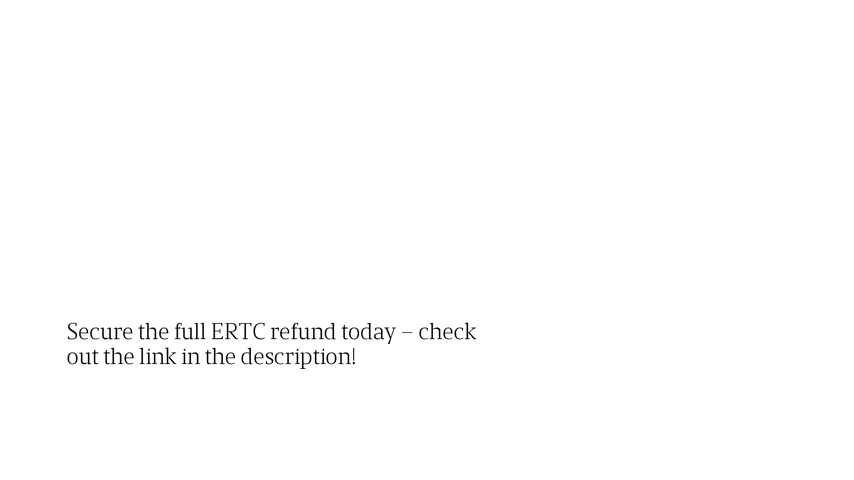 Secure the full ERTC refund today – check
out the link in the description!